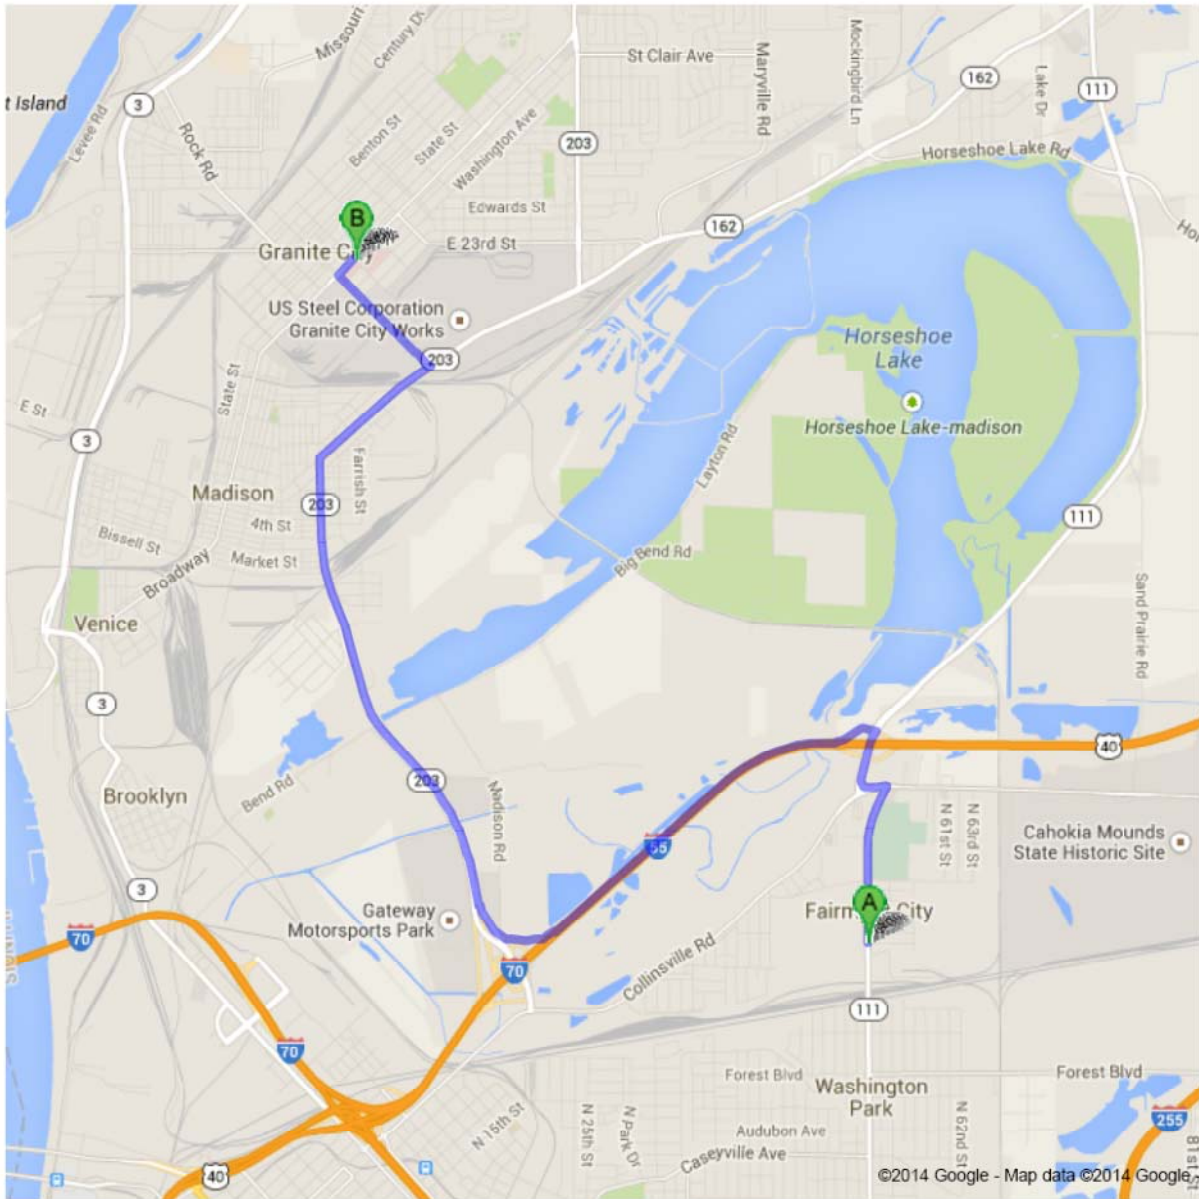 Missouri
Century Dr
St Clair Ave
Maryville Rd
Mockingbird Ln
162
Lake Dr
111
t Island
Levee Rd
3
Rock Rd
Benton St
State St
Washington Ave
203
Horseshoe Lake Rd
Edwards St
B
162
Granite City
E 23rd St
US Steel Corporation
Granite City Works
203
Horseshoe
Lake
Horseshoe Lake-madison
State St
E St
3
Layton Rd
Farrish St
Madison
203
4th St
111
Bissell St
Market St
Broadway
Big Bend Rd
Sand Prairie Rd
Venice
3
40
203
Bend Rd
Brooklyn
Madison Rd
55
N 61st St
N 63rd St
Cahokia Mounds
State Historic Site
3
A
Gateway
Motorsports Park
70
70
Collinsville Rd
111
70
Forest Blvd
Forest Blvd
Washington
Park
N 15th St
N 25th St
N Park Dr
Audubon Ave
Caseyville Ave
N 62nd St
255
81st St
40
©2014 Google - Map data ©2014 Google -